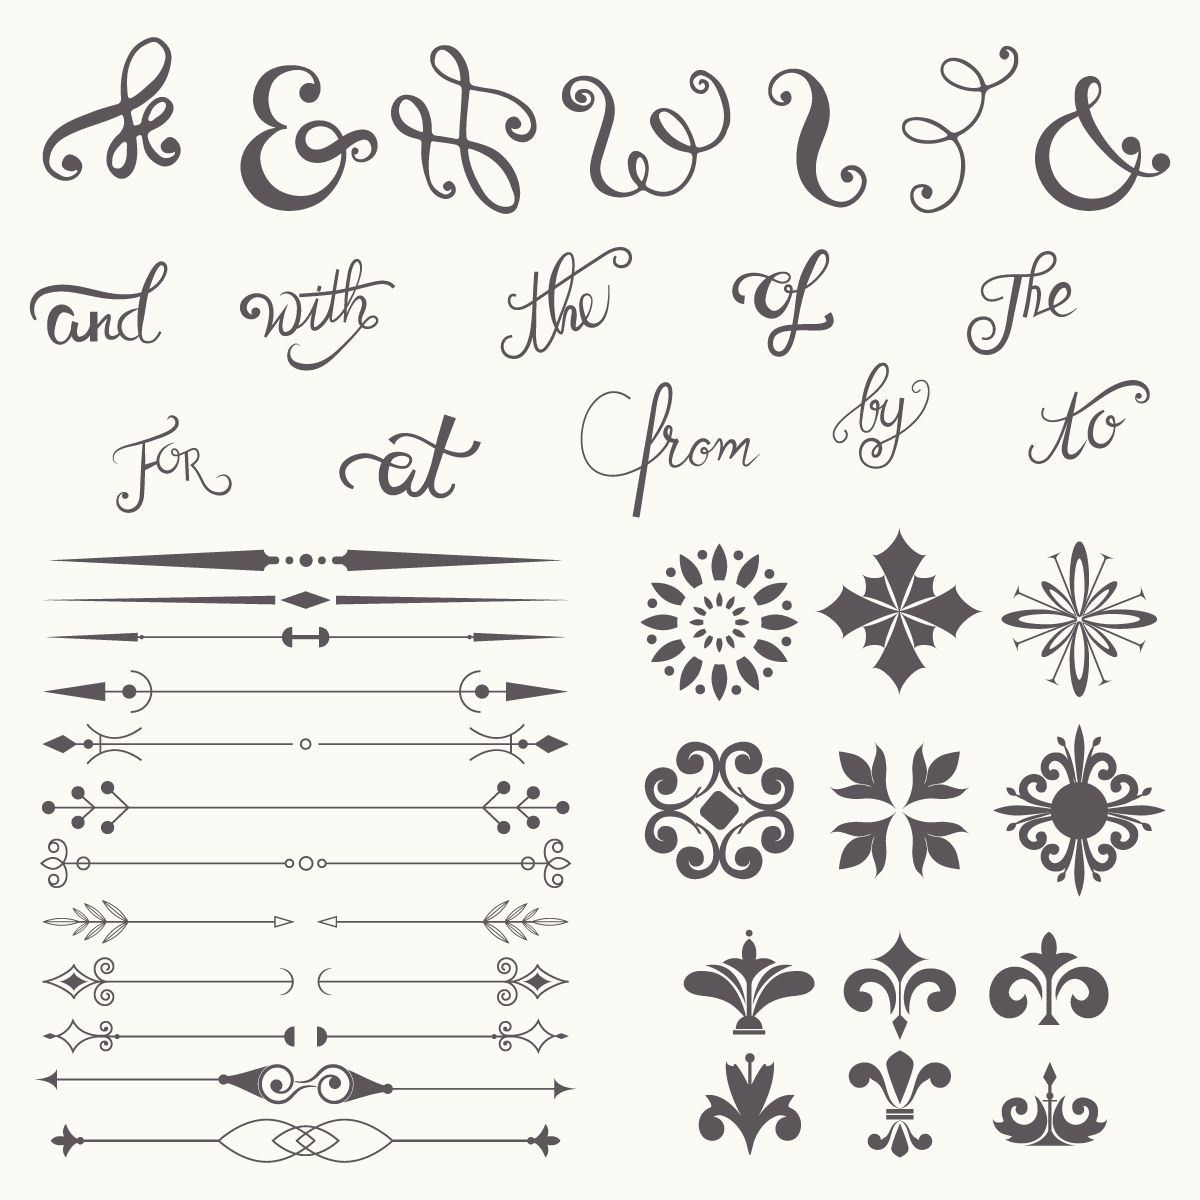 & &
and with the of The
For at from by to